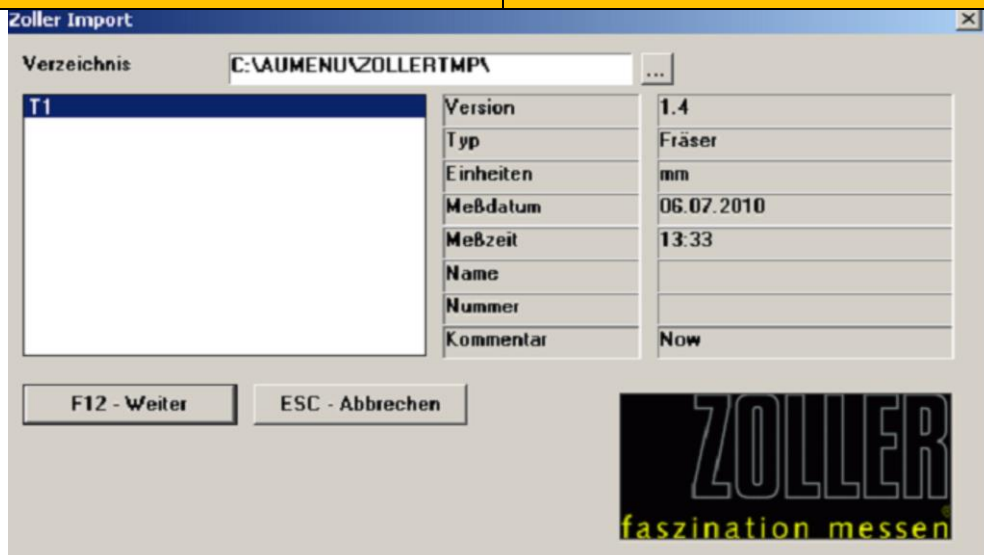 Zoller Import
Verzeichnis C:\AUMENU\ZOLLERTMP\ ...
T1
Version 1.4
Typ Fräser
Einheiten mm
Meßdatum 06.07.2010
Meßzeit 13:33
Name
Nummer
Kommentar Now
F12 - Weiter ESC - Abbrechen
ZOLLER
faszination messen